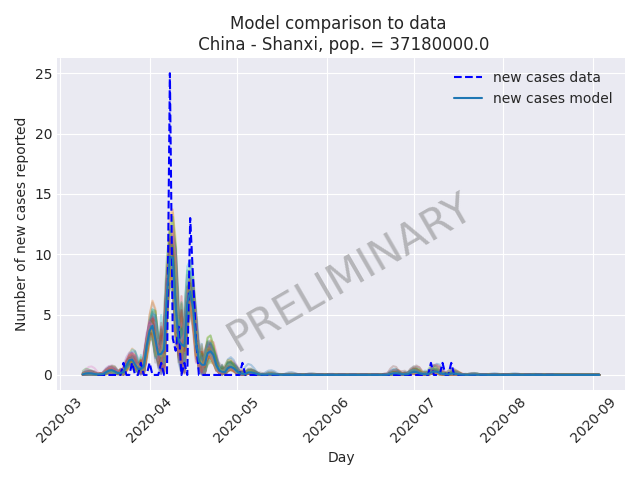 Model comparison to data
China - Shanxi, pop. = 37180000.0
25
20
15
10
5
0
Number of new cases reported
new cases data
new cases model
PRELIMINARY
2020-03
2020-04
2020-05
2020-06
2020-07
2020-08
2020-09
Day